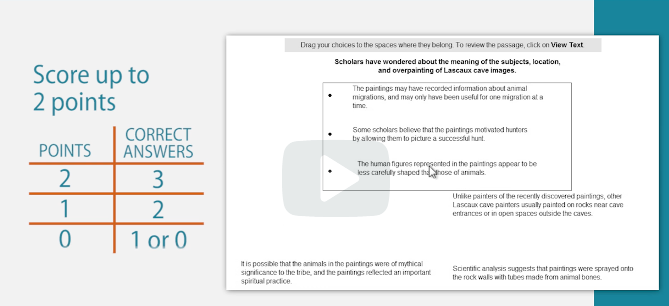 Score up to
2 points
POINTS CORRECT
ANSWERS
2 3
1 2
0 1 or 0
Drag your choices to the spaces where they belong. To review the passage, click on View Text.
Scholars have wondered about the meaning of the subjects, location,
and overpainting of Lascaux cave images.
• The paintings may have recorded information about animal
migrations, and may only have been useful for one migration at a
time.
• Some scholars believe that the paintings motivated hunters
by allowing them to picture a successful hunt.
• The human figures represented in the paintings appear to be
less carefully shaped than those of animals.
Unlike painters of the recently discovered paintings, other
Lascaux cave painters usually painted on rocks near cave
entrances or in open spaces outside the caves.
It is possible that the animals in the paintings were of mythical
significance to the tribe, and the paintings reflected an important
spiritual practice.
Scientific analysis suggests that paintings were sprayed onto
the rock walls with tubes made from animal bones.